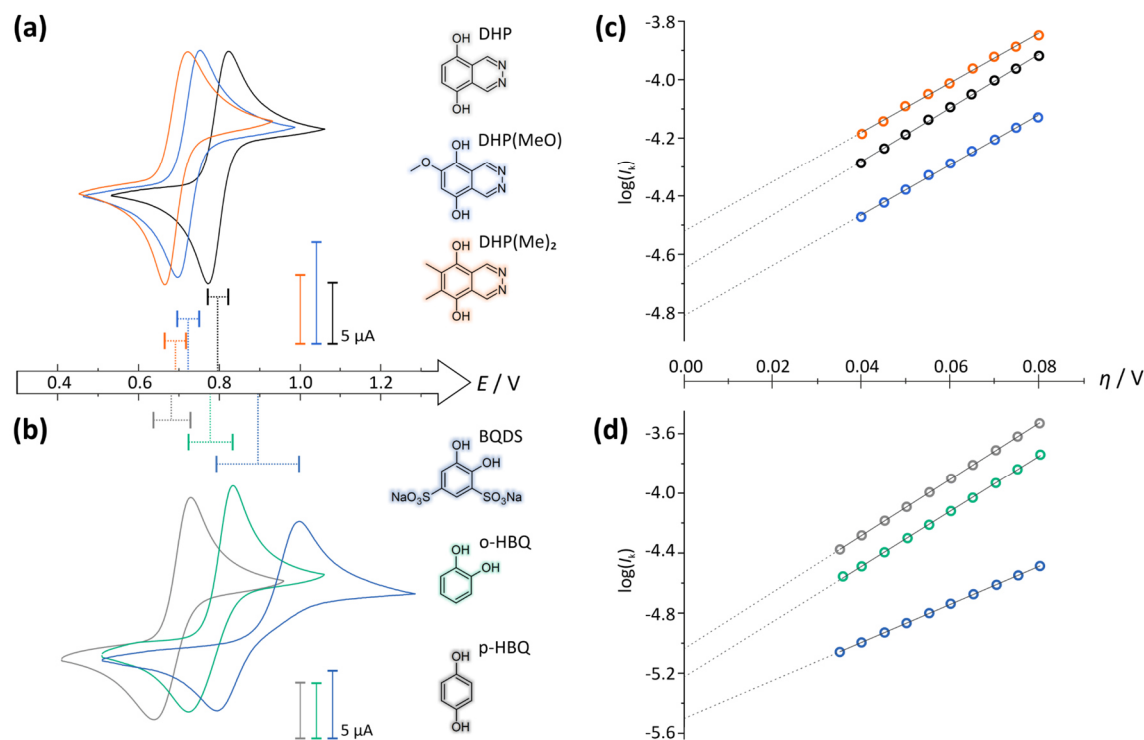 (a)
OH
DHP
N
N
OH
OH
DHP(MeO)
O
N
N
OH
OH
DHP(Me)₂
N
N
OH
5 µA
0.4
0.6
0.8
1.0
1.2
E / V
(b)
BQDS
OH
OH
NaO₃S
SO₃Na
o-HBQ
OH
OH
p-HBQ
OH
OH
5 µA
(c)
-3.8
-4.0
-4.2
-4.4
-4.6
-4.8
log(Iₖ)
0.00
0.02
0.04
0.06
0.08
η / V
(d)
-3.6
-4.0
-4.4
-4.8
-5.2
-5.6
log(Iₖ)